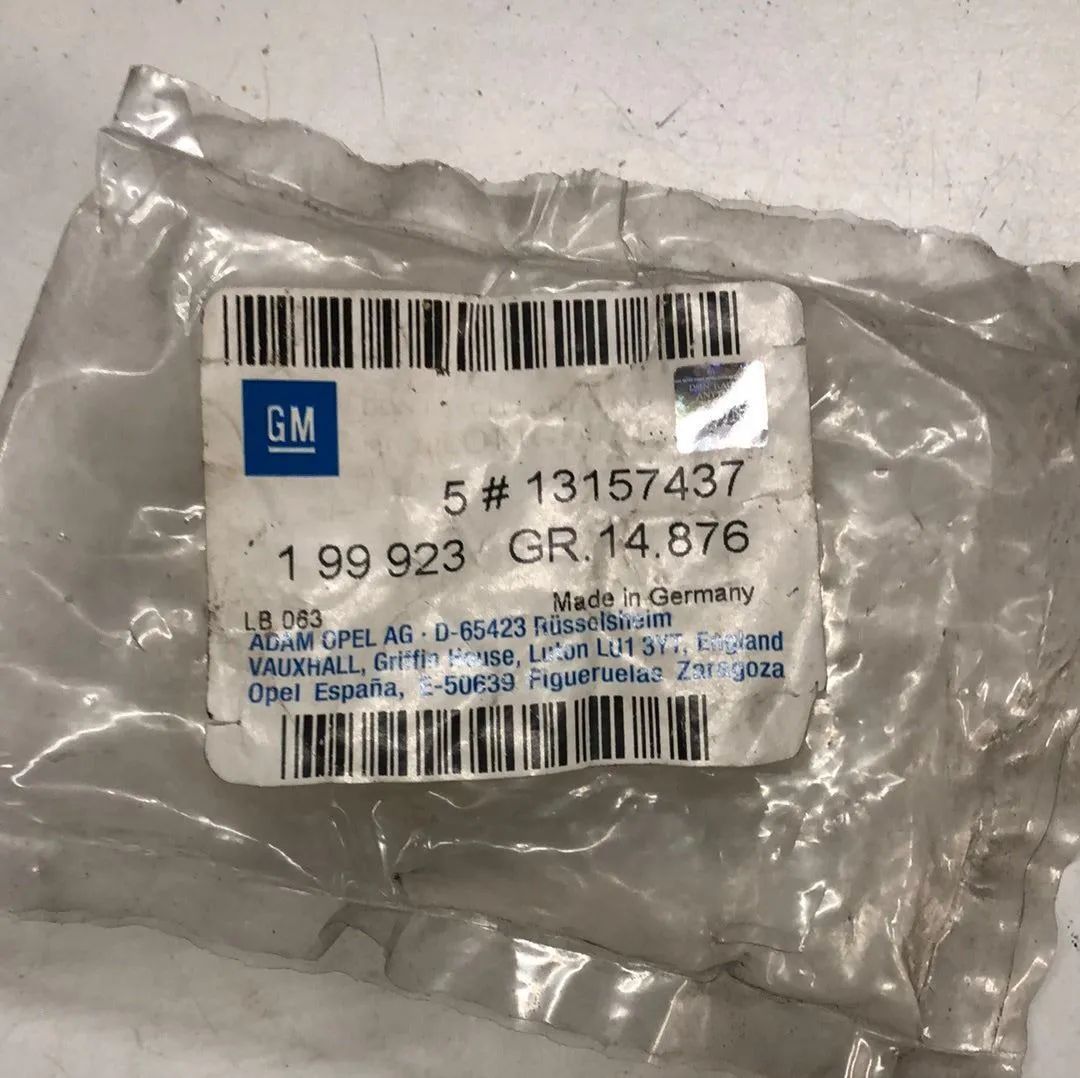 GM
5 # 13157437
1 99 923 GR.14.876
Made in Germany
LB 063
ADAM OPEL AG · D-65423 Rüsselsheim
VAUXHALL, Griffin House, Luton LU1 3YT, England
Opel España, E-50639 Figueruelas Zaragoza